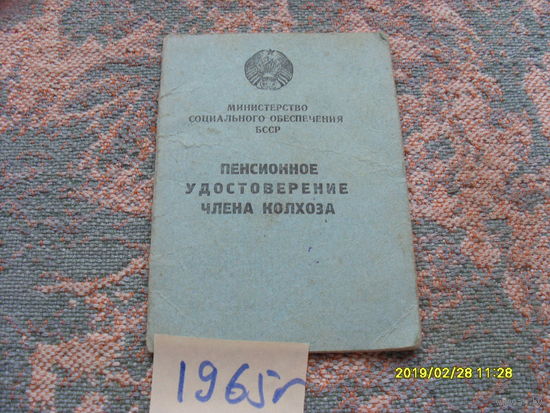 МИНИСТЕРСТВО
СОЦИАЛЬНОГО ОБЕСПЕЧЕНИЯ
БССР
ПЕНСИОННОЕ
УДОСТОВЕРЕНИЕ
ЧЛЕНА КОЛХОЗА
1965г
2019/02/28 11:28